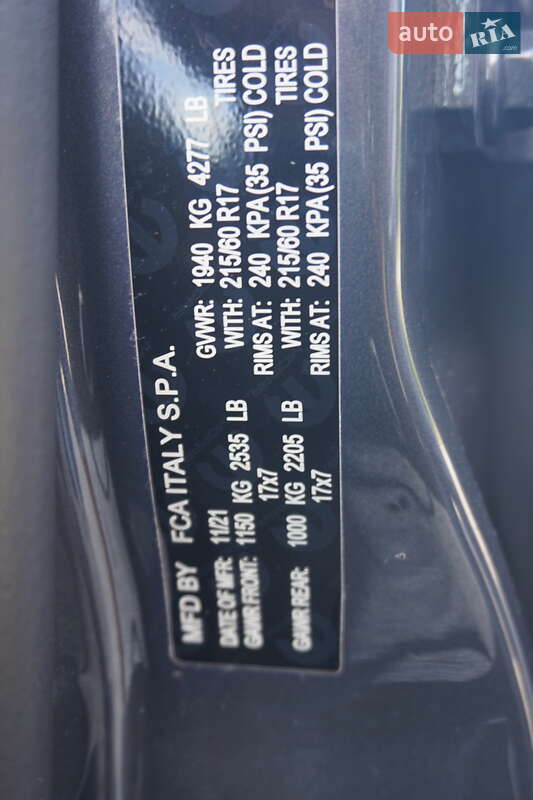 auto RIA.com
MFD BY FCA ITALY S.P.A.
DATE OF MFR: 11/21 GVWR: 1940 KG 4277 LB
GAWR FRONT: 1150 KG 2535 LB WITH: 215/60 R17 TIRES
17x7 RIMS AT: 240 KPA(35 PSI) COLD
GAWR REAR: 1000 KG 2205 LB WITH: 215/60 R17 TIRES
17x7 RIMS AT: 240 KPA(35 PSI) COLD